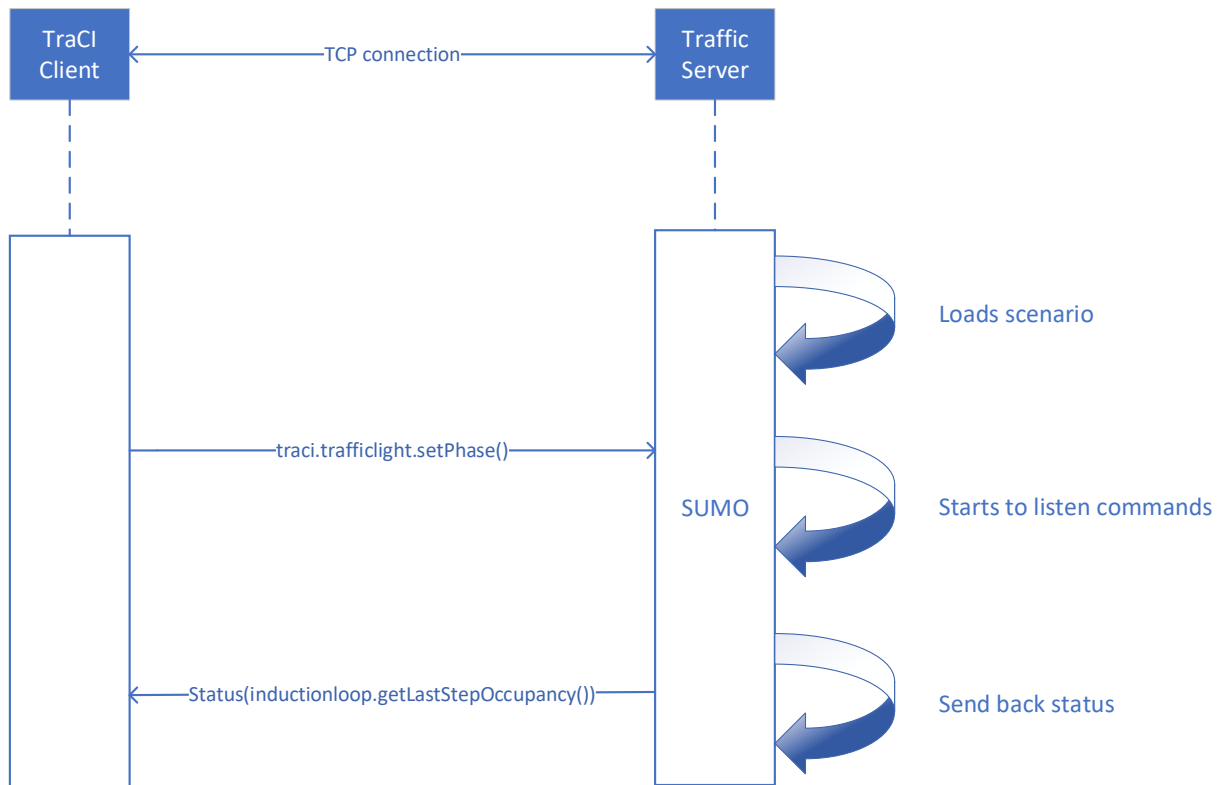 TraCI
Client
TCP connection
Traffic
Server
Loads scenario
traci.trafficlight.setPhase()
SUMO
Starts to listen commands
Status(inductionloop.getLastStepOccupancy())
Send back status